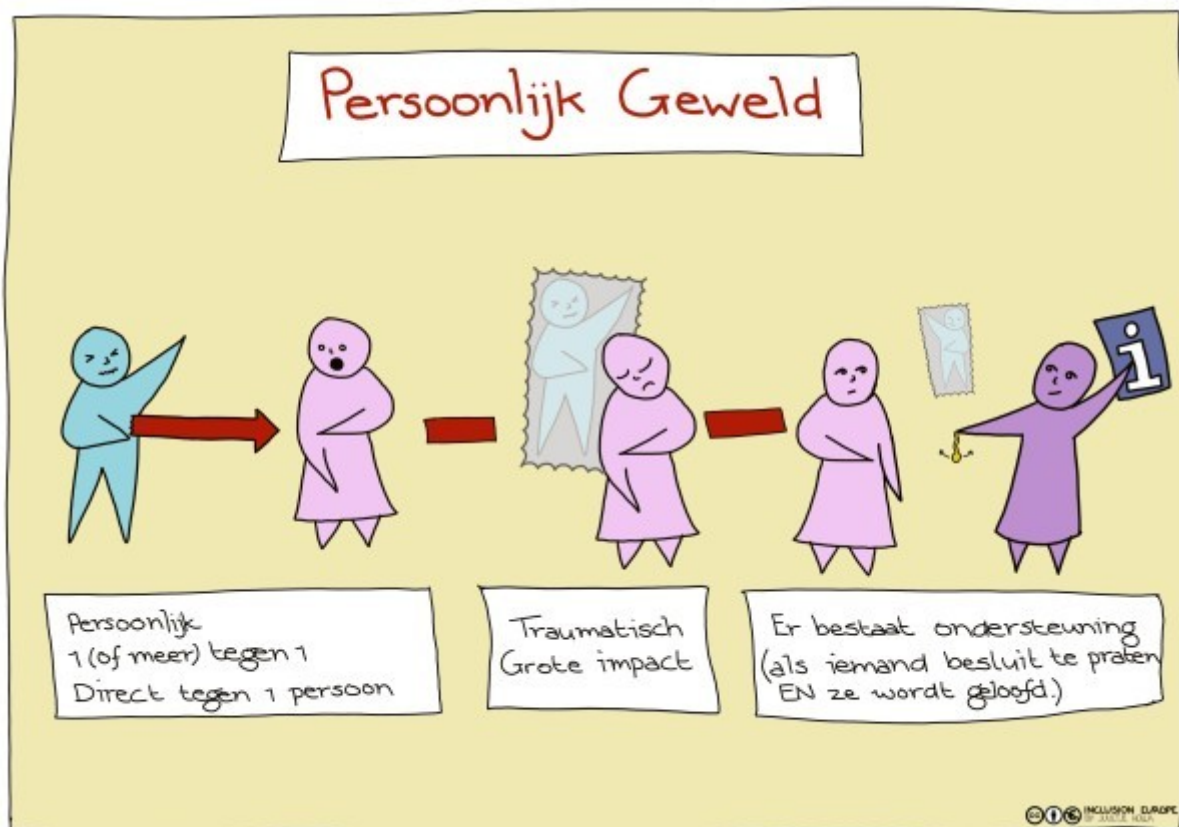 Persoonlijk Geweld
i
Persoonlijk
1 (of meer) tegen 1
Direct tegen 1 persoon
Traumatisch
Grote impact
Er bestaat ondersteuning
(als iemand besluit te praten
EN ze wordt geloofd.)
INCLUSION EUROPE